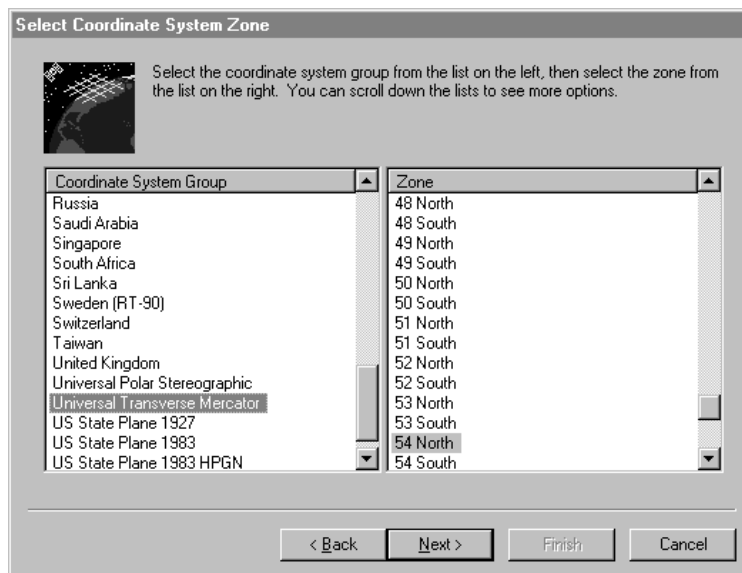 Select Coordinate System Zone
Select the coordinate system group from the list on the left, then select the zone from
the list on the right. You can scroll down the lists to see more options.
Coordinate System Group
Russia
Saudi Arabia
Singapore
South Africa
Sri Lanka
Sweden (RT-90)
Switzerland
Taiwan
United Kingdom
Universal Polar Stereographic
Universal Transverse Mercator
US State Plane 1927
US State Plane 1983
US State Plane 1983 HPGN
Zone
48 North
48 South
49 North
49 South
50 North
50 South
51 North
51 South
52 North
52 South
53 North
53 South
54 North
54 South
< Back
Next >
Finish
Cancel